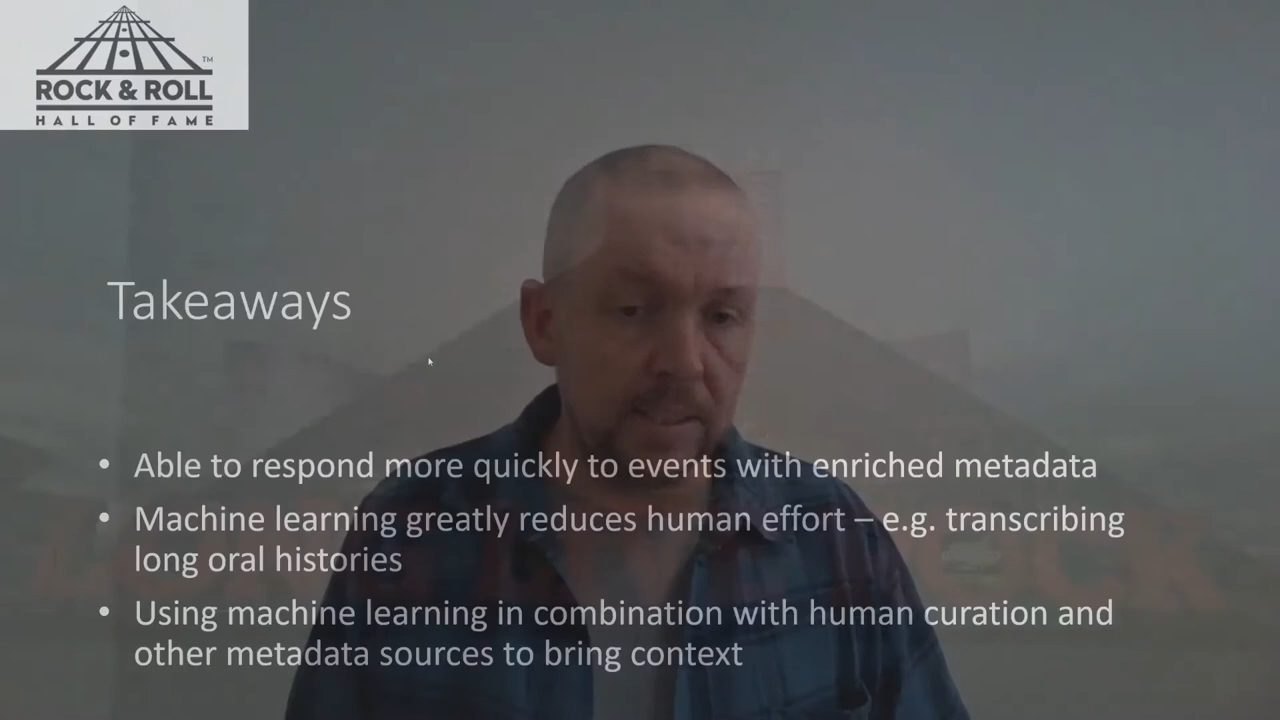 ROCK & ROLL
TM
HALL OF FAME
Takeaways
• Able to respond more quickly to events with enriched metadata
• Machine learning greatly reduces human effort – e.g. transcribing
long oral histories
• Using machine learning in combination with human curation and
other metadata sources to bring context